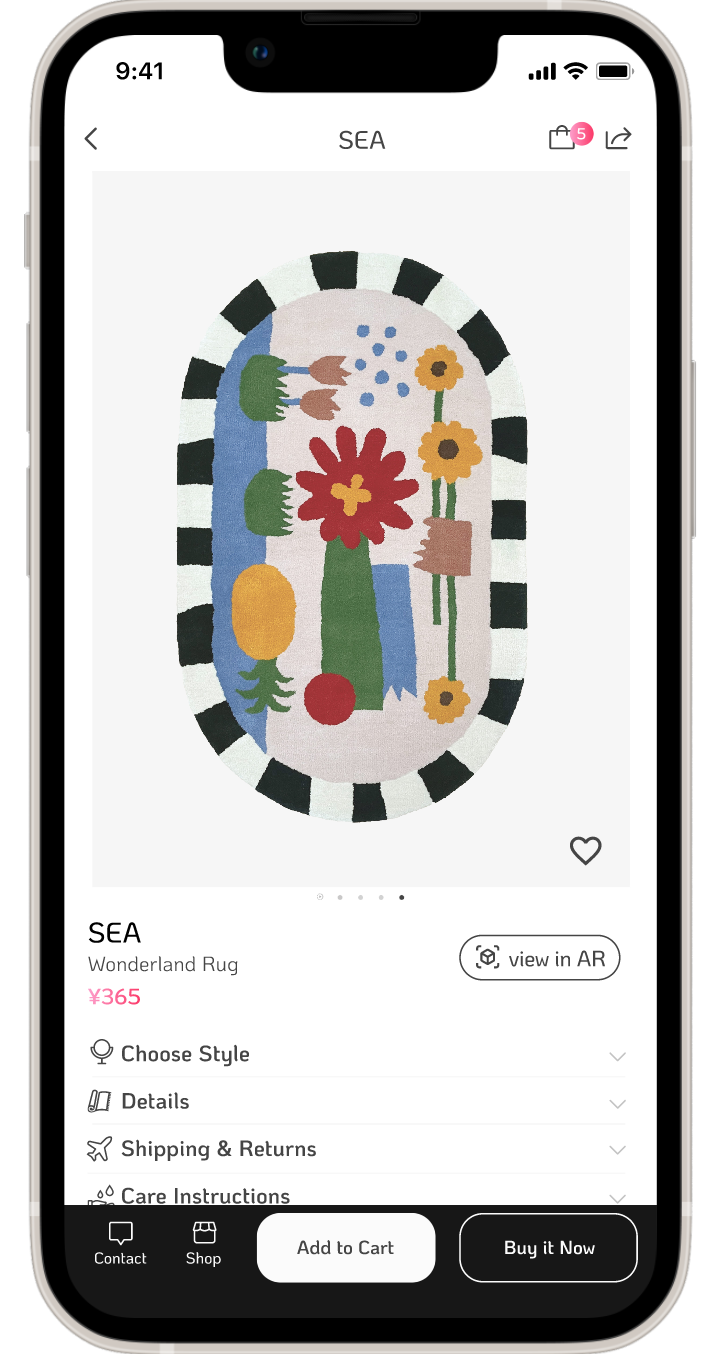 9:41
SEA
5
SEA
Wonderland Rug
view in AR
¥365
Choose Style
Details
Shipping & Returns
Care Instructions
Contact
Shop
Add to Cart
Buy it Now